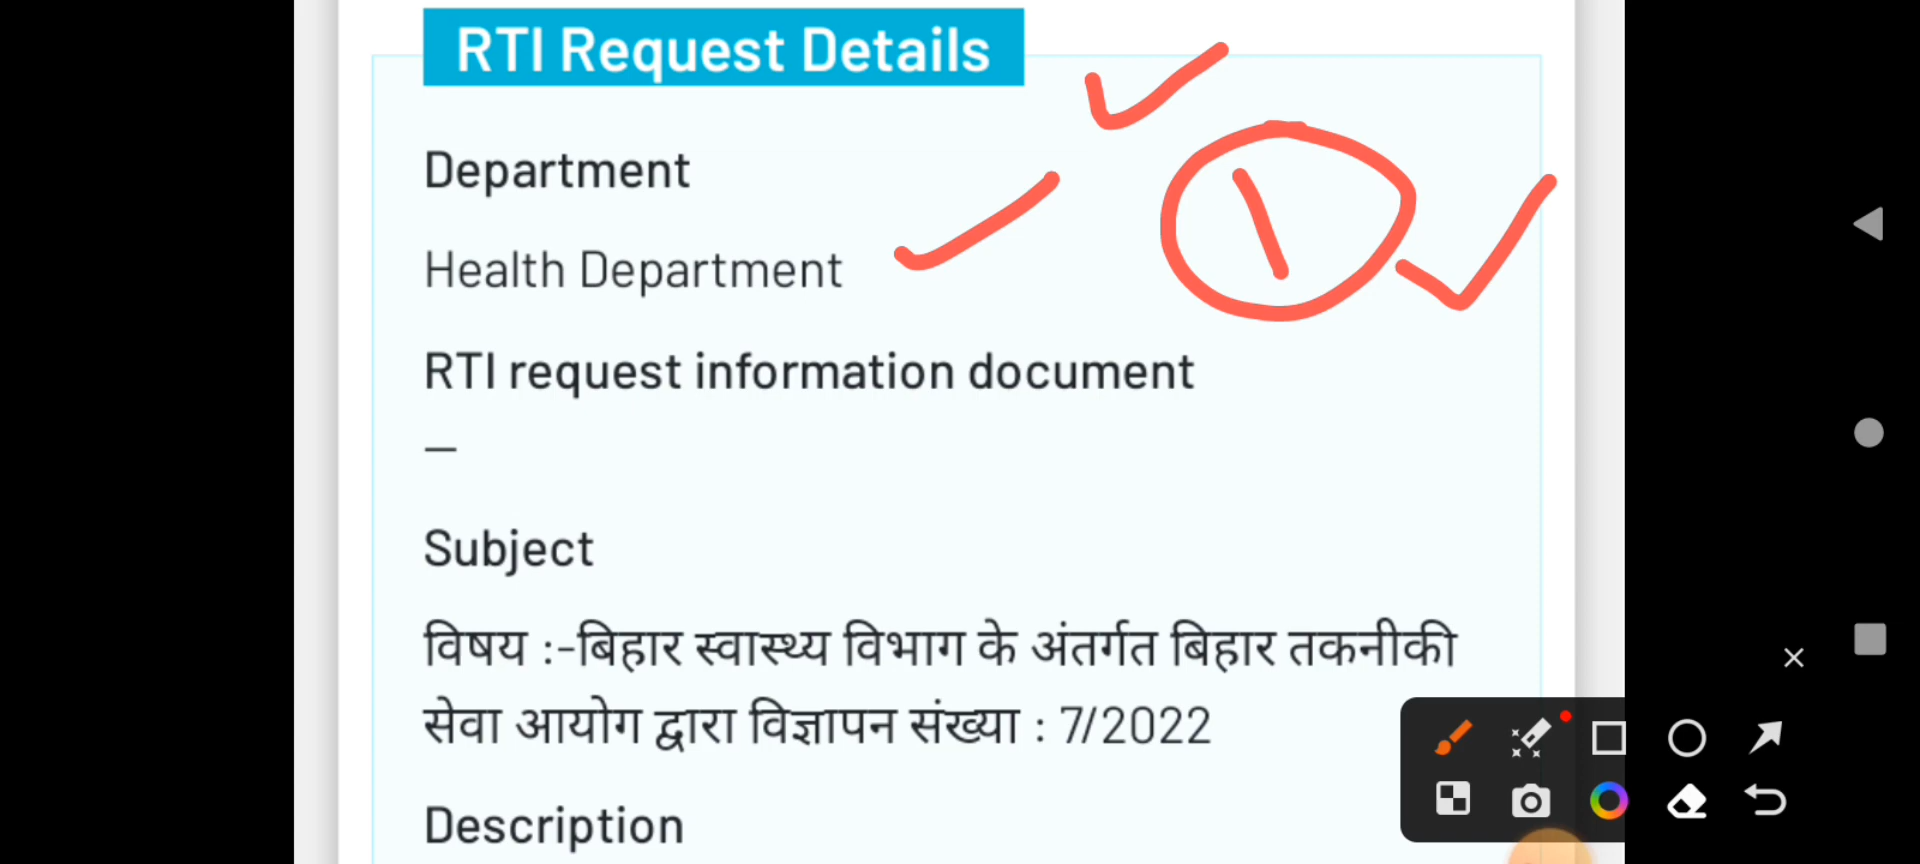 RTI Request Details
Department
Health Department
RTI request information document
—
Subject
विषय :-बिहार स्वास्थ्य विभाग के अंतर्गत बिहार तकनीकी
सेवा आयोग द्वारा विज्ञापन संख्या : 7/2022
Description